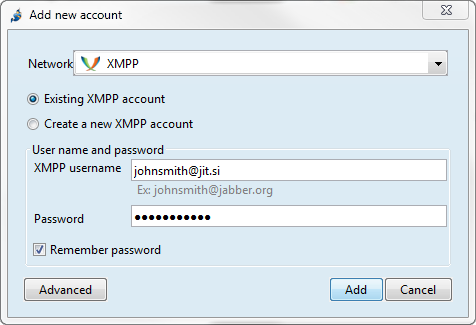 Add new account
Network XMPP
Existing XMPP account
Create a new XMPP account
User name and password
XMPP username johnsmith@jit.si
Ex: johnsmith@jabber.org
Password ●●●●●●●●●●●
Remember password
Advanced Add Cancel